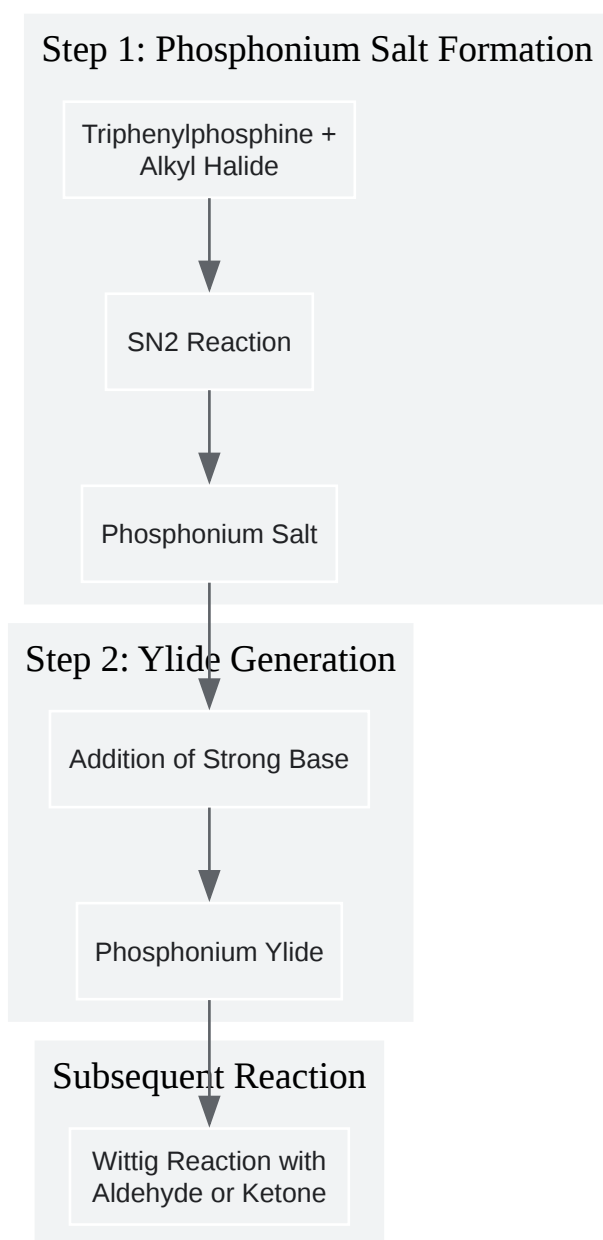 Step 1: Phosphonium Salt Formation
Triphenylphosphine +
Alkyl Halide
SN2 Reaction
Phosphonium Salt
Step 2: Ylide Generation
Addition of Strong Base
Phosphonium Ylide
Subsequent Reaction
Wittig Reaction with
Aldehyde or Ketone